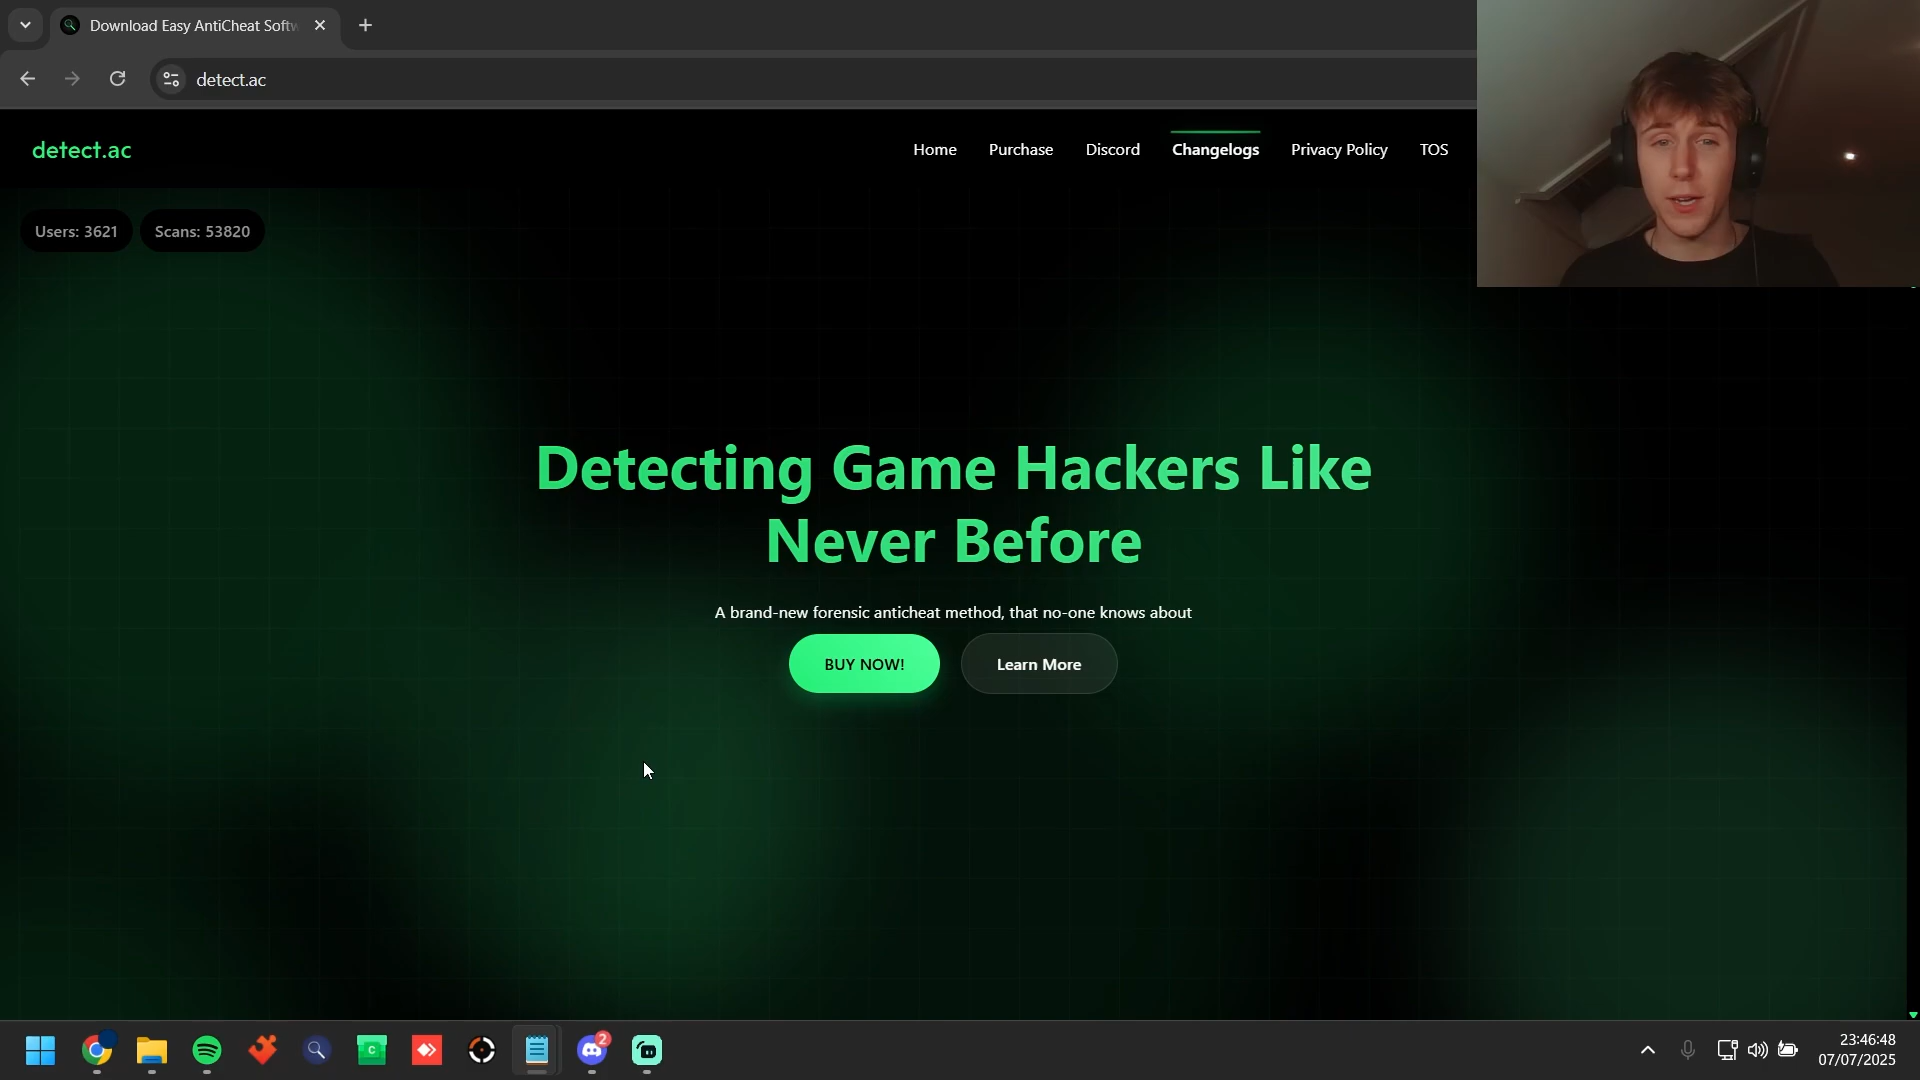 Download Easy AntiCheat Softw
detect.ac
detect.ac
Home
Purchase
Discord
Changelogs
Privacy Policy
TOS
Users: 3621
Scans: 53820
Detecting Game Hackers Like
Never Before
A brand-new forensic anticheat method, that no-one knows about
BUY NOW!
Learn More
C
2
23:46:48
07/07/2025